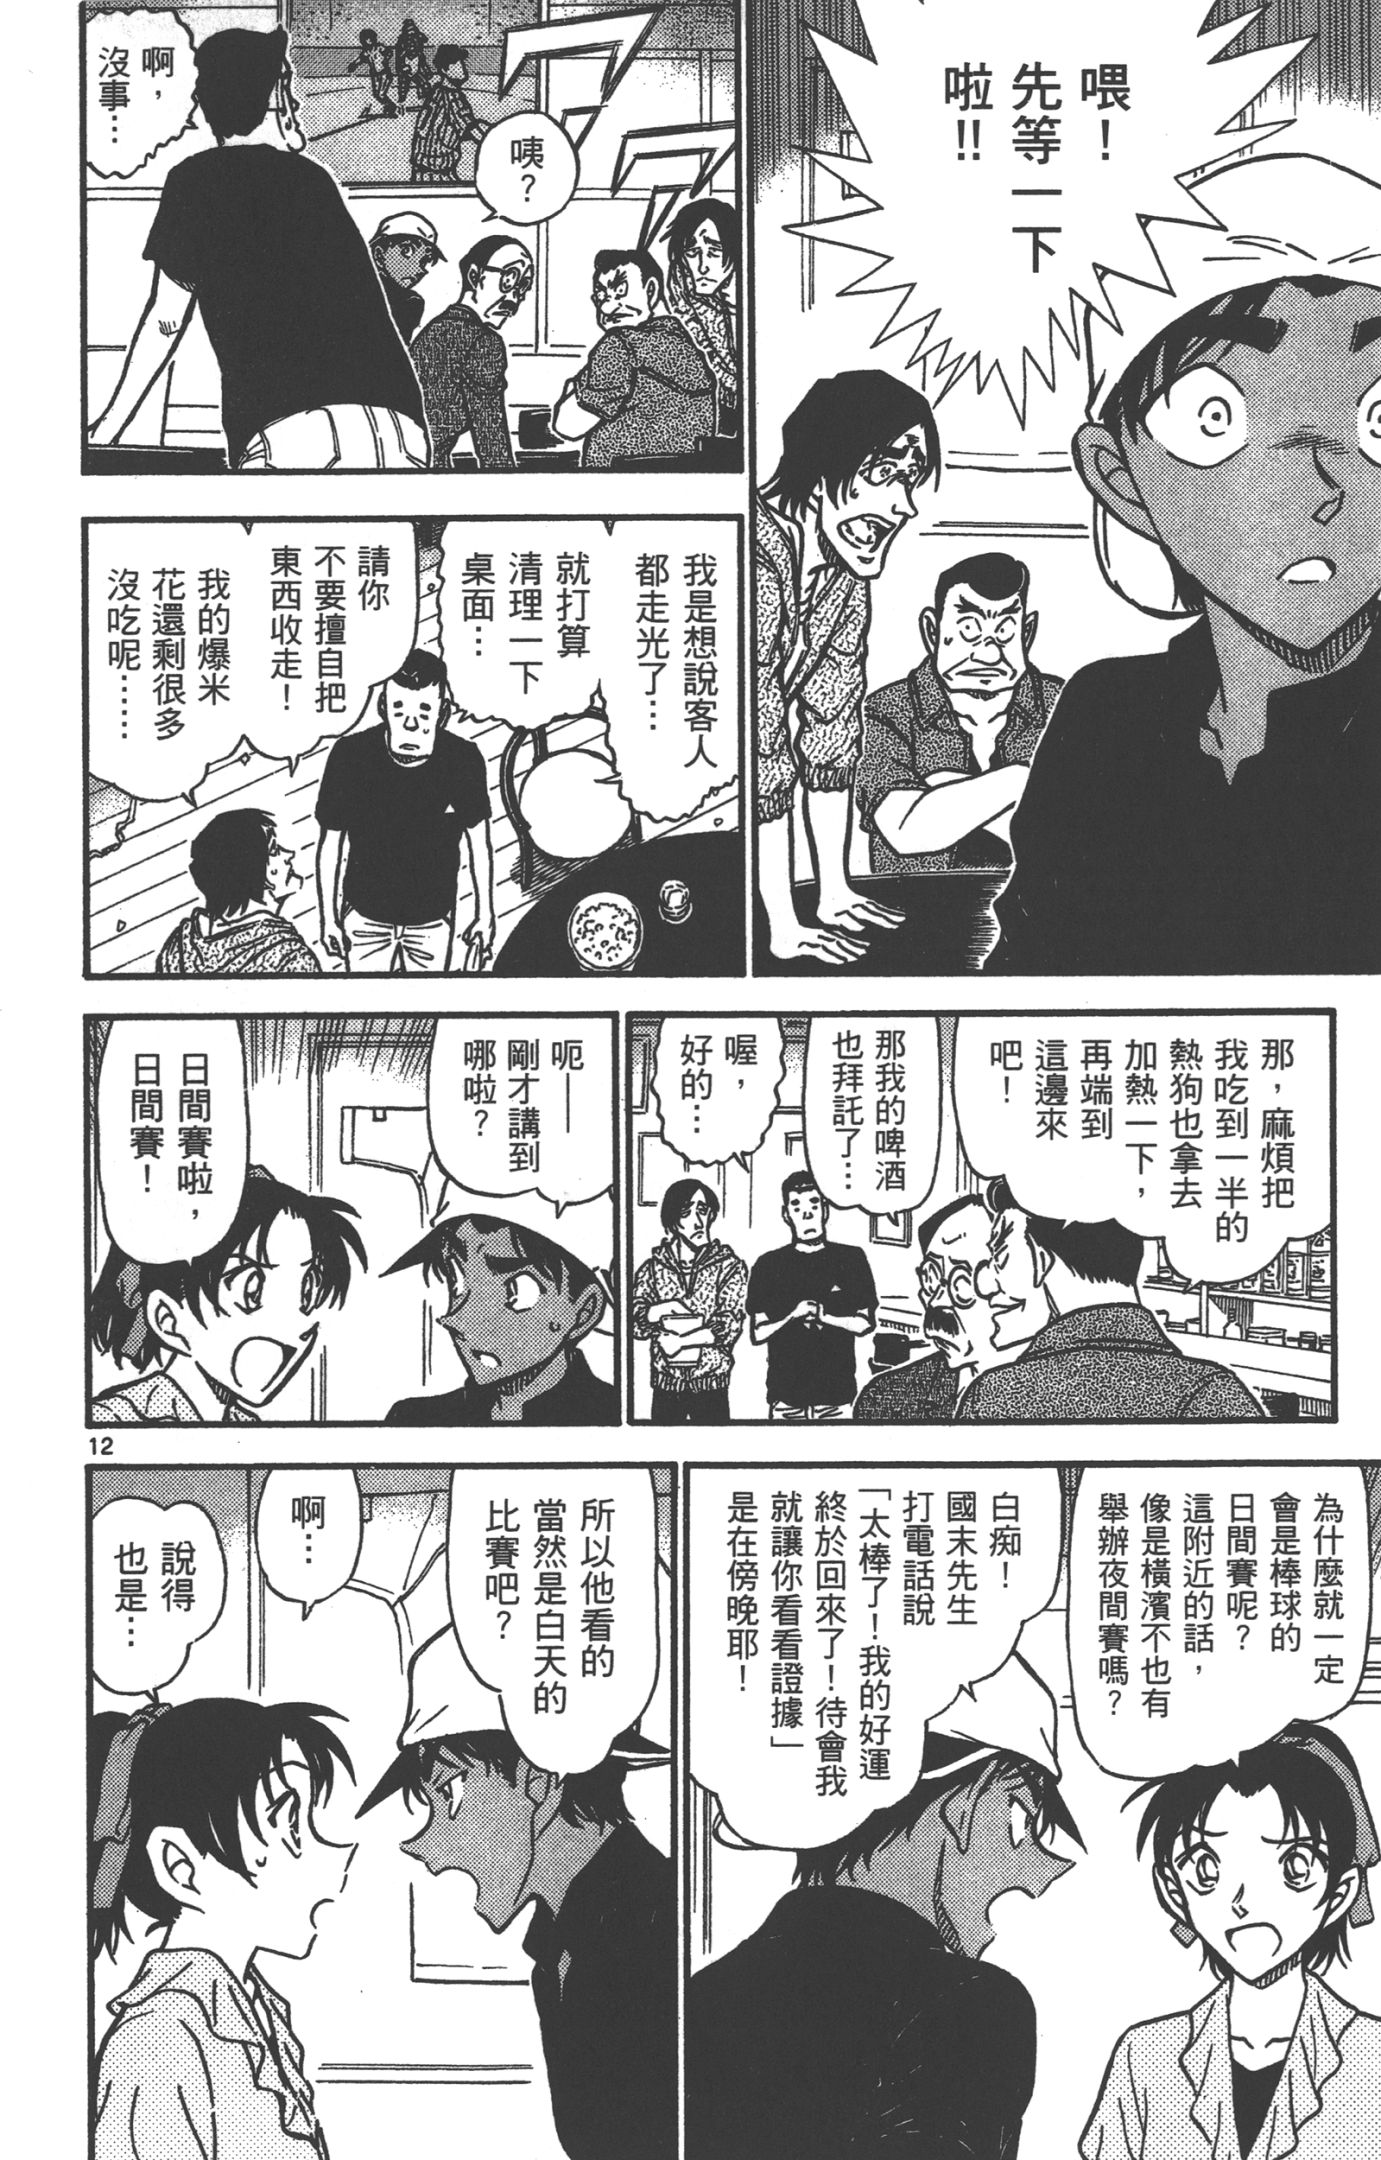 喂！
先等一下
啦!!
咦？
啊，
沒事…
我是想說客人
都走光了…
就打算
清理一下
桌面…
請你
不要擅自把
東西收走！
我的爆米
花還剩很多
沒吃呢……
那，麻煩把
我吃到一半的
熱狗也拿去
加熱一下，
再端到
這邊來
吧！
那我的啤酒
也拜託了…
喔，
好的…
呃——
剛才講到
哪啦？
日間賽啦，
日間賽！
12
為什麼就一定
會是棒球的
日間賽呢？
這附近的話，
像是橫濱不也有
舉辦夜間賽嗎？
白痴！
國末先生
打電話說
「太棒了！我的好運
終於回來了！待會我
就讓你看看證據」
是在傍晚耶！
所以他看的
當然是白天的
比賽吧？
啊…
說得
也是…